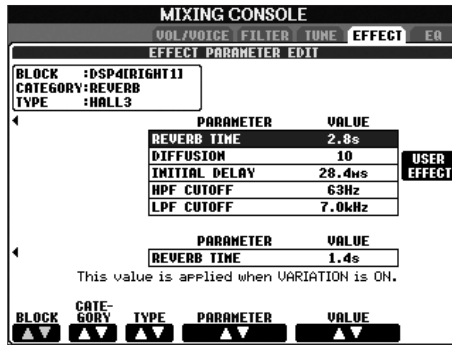 MIXING CONSOLE
VOL/VOICE FILTER TUNE EFFECT EQ
EFFECT PARAMETER EDIT
BLOCK :DSP4[RIGHT1]
CATEGORY:REVERB
TYPE :HALL3
PARAMETER VALUE
REVERB TIME 2.8s
DIFFUSION 10
INITIAL DELAY 28.4ms
HPF CUTOFF 63Hz
LPF CUTOFF 7.0kHz
USER
EFFECT
PARAMETER VALUE
REVERB TIME 1.4s
This value is applied when VARIATION is ON.
BLOCK CATE-
GORY TYPE PARAMETER VALUE